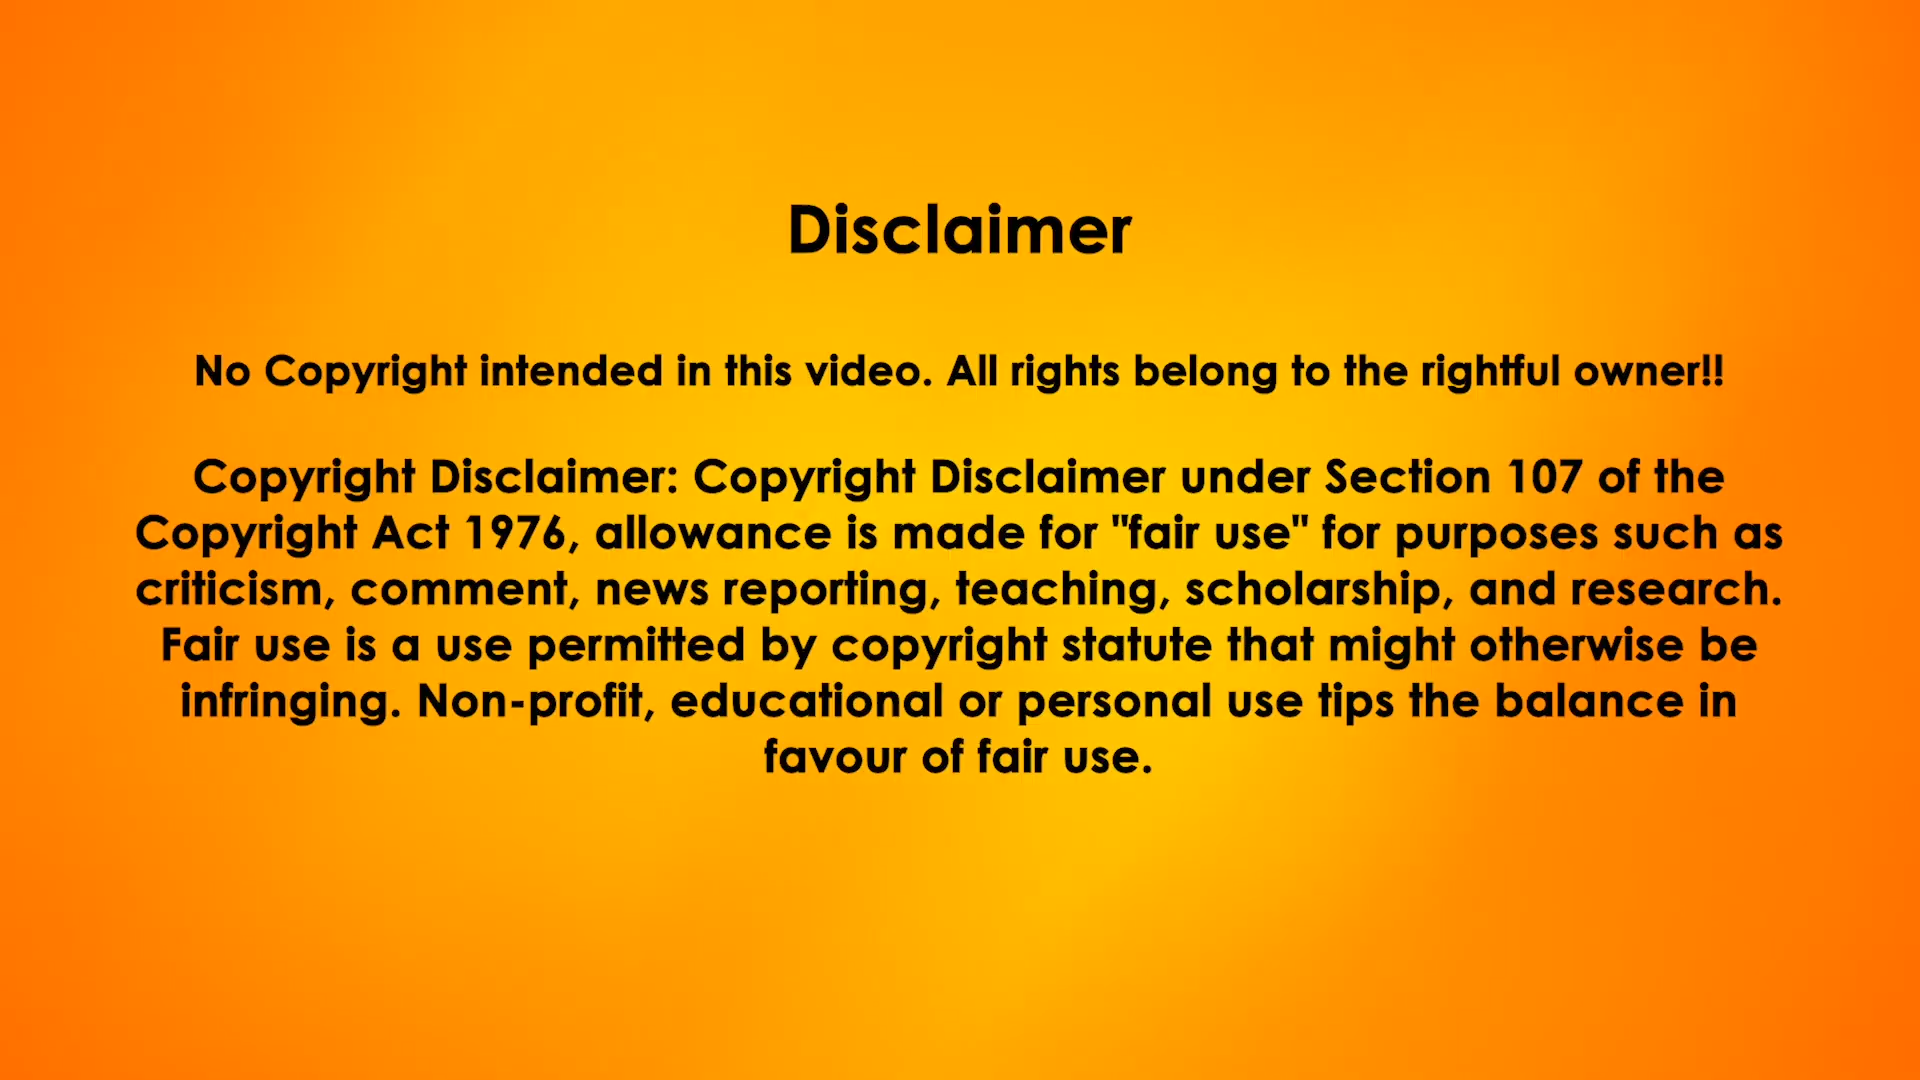 Disclaimer
No Copyright intended in this video. All rights belong to the rightful owner!!
Copyright Disclaimer: Copyright Disclaimer under Section 107 of the
Copyright Act 1976, allowance is made for "fair use" for purposes such as
criticism, comment, news reporting, teaching, scholarship, and research.
Fair use is a use permitted by copyright statute that might otherwise be
infringing. Non-profit, educational or personal use tips the balance in
favour of fair use.